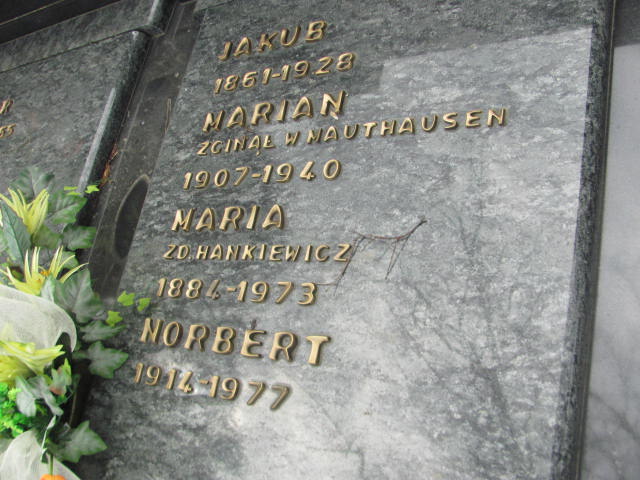 JAKUB
1861-1928
MARIAN
ZGINĄŁ W MAUTHAUSEN
1907-1940
MARIA
ZD.HANKIEWICZ
1884-1973
NORBERT
1914-1977